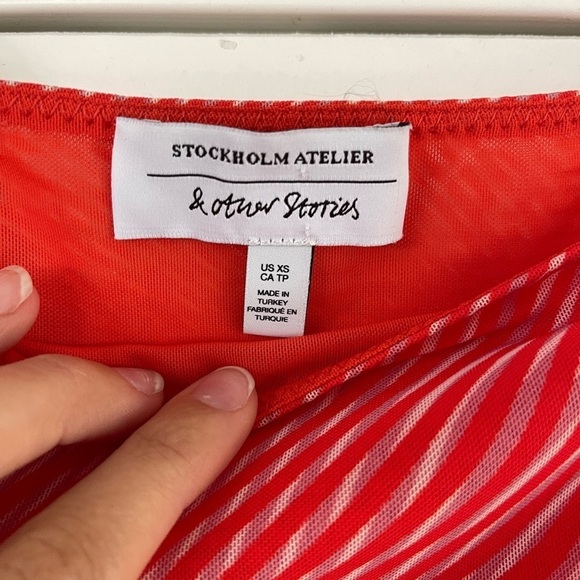 STOCKHOLM ATELIER
& other Stories
US XS
CA TP
MADE IN
TURKEY
FABRIQUÉ EN
TURQUIE